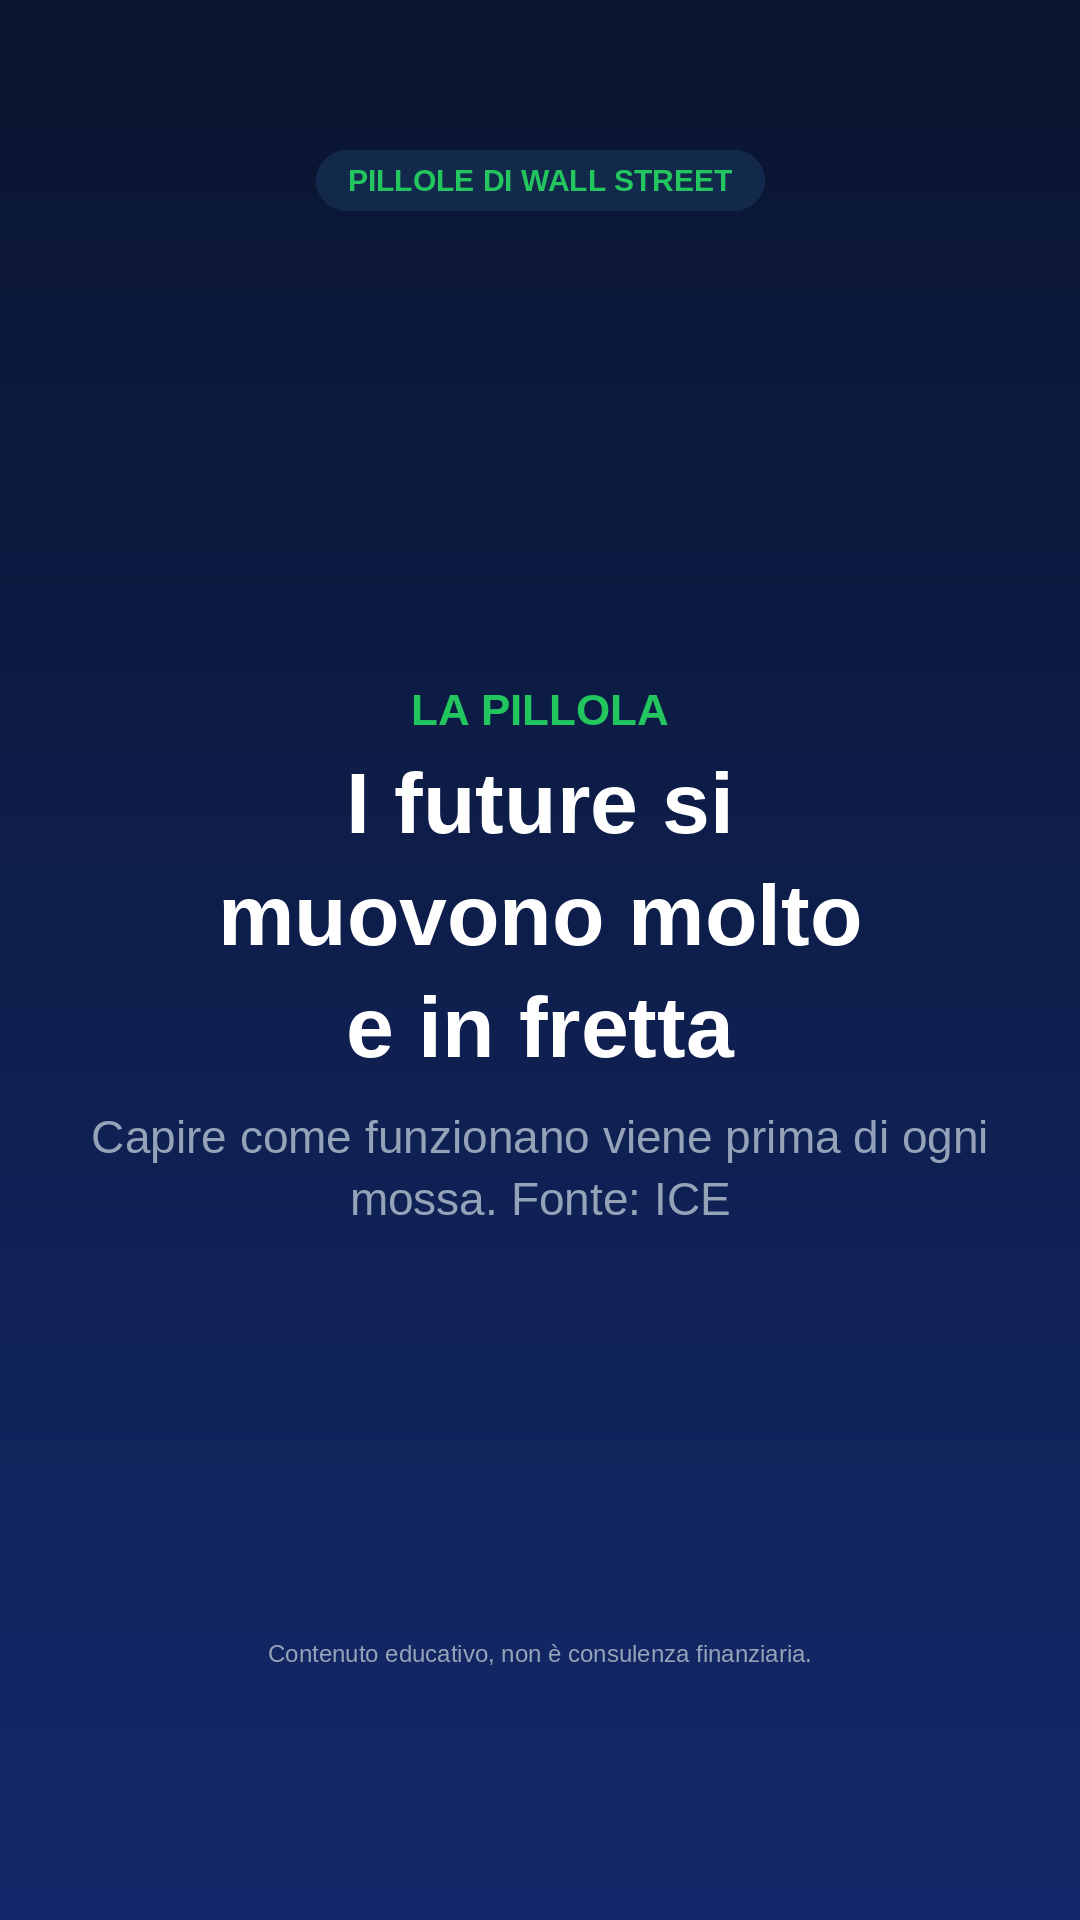 PILLOLE DI WALL STREET
LA PILLOLA
I future si
muovono molto
e in fretta
Capire come funzionano viene prima di ogni
mossa. Fonte: ICE
Contenuto educativo, non è consulenza finanziaria.